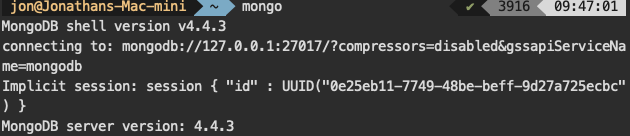 jon@Jonathans-Mac-mini ~ mongo ✔ 3916 09:47:01
MongoDB shell version v4.4.3
connecting to: mongodb://127.0.0.1:27017/?compressors=disabled&gssapiServiceNa
me=mongodb
Implicit session: session { "id" : UUID("0e25eb11-7749-48be-beff-9d27a725ecbc"
) }
MongoDB server version: 4.4.3